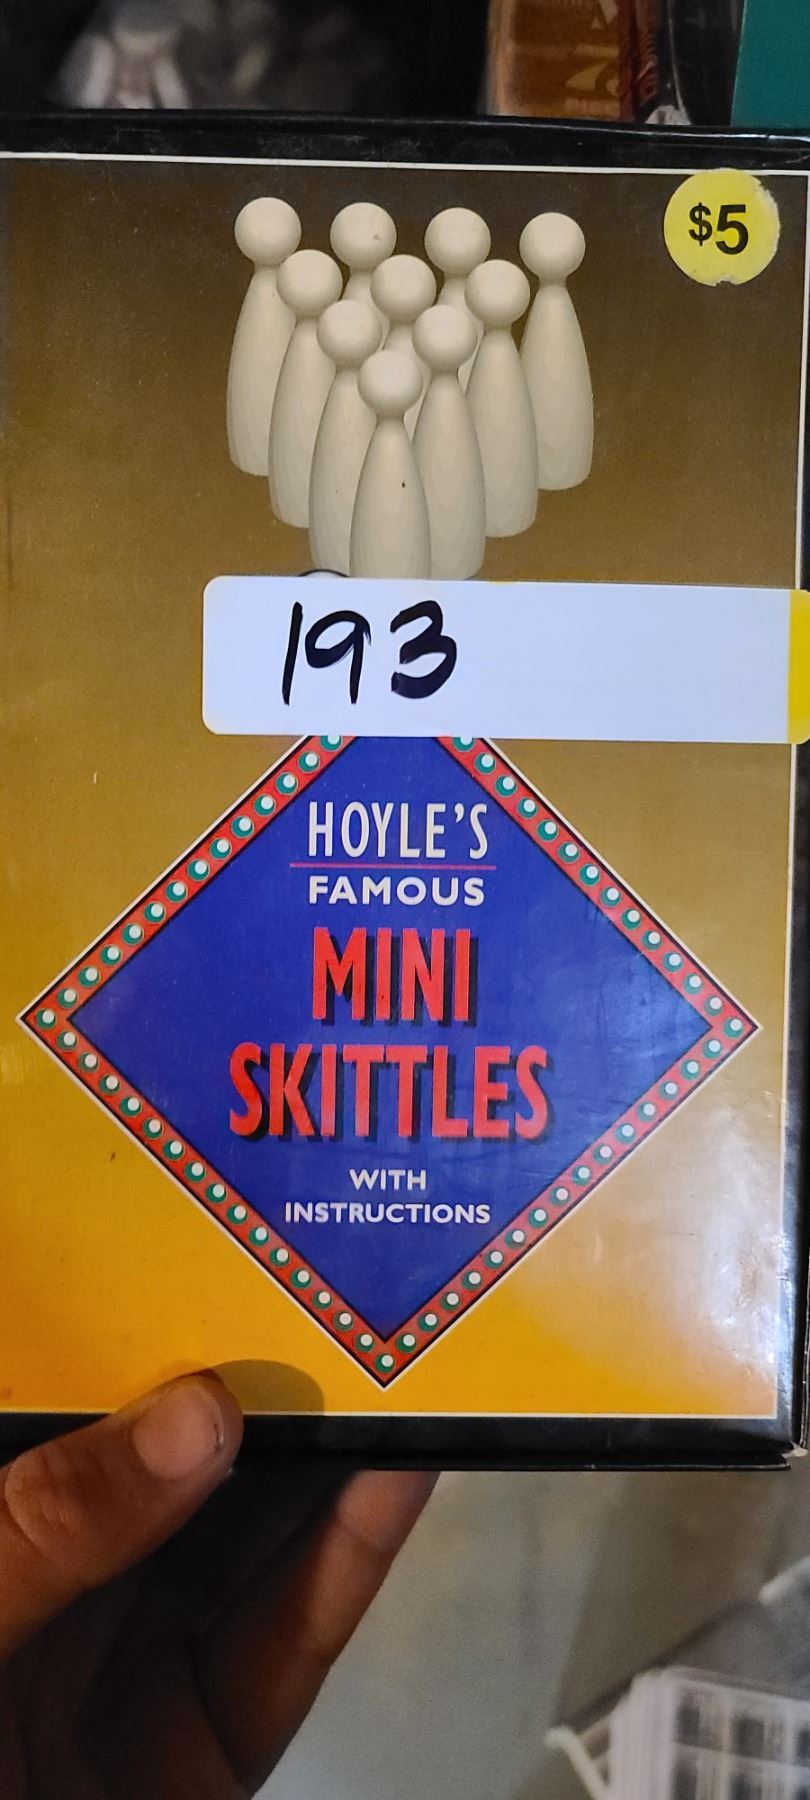 $5
193
HOYLE'S
FAMOUS
MINI
SKITTLES
WITH
INSTRUCTIONS